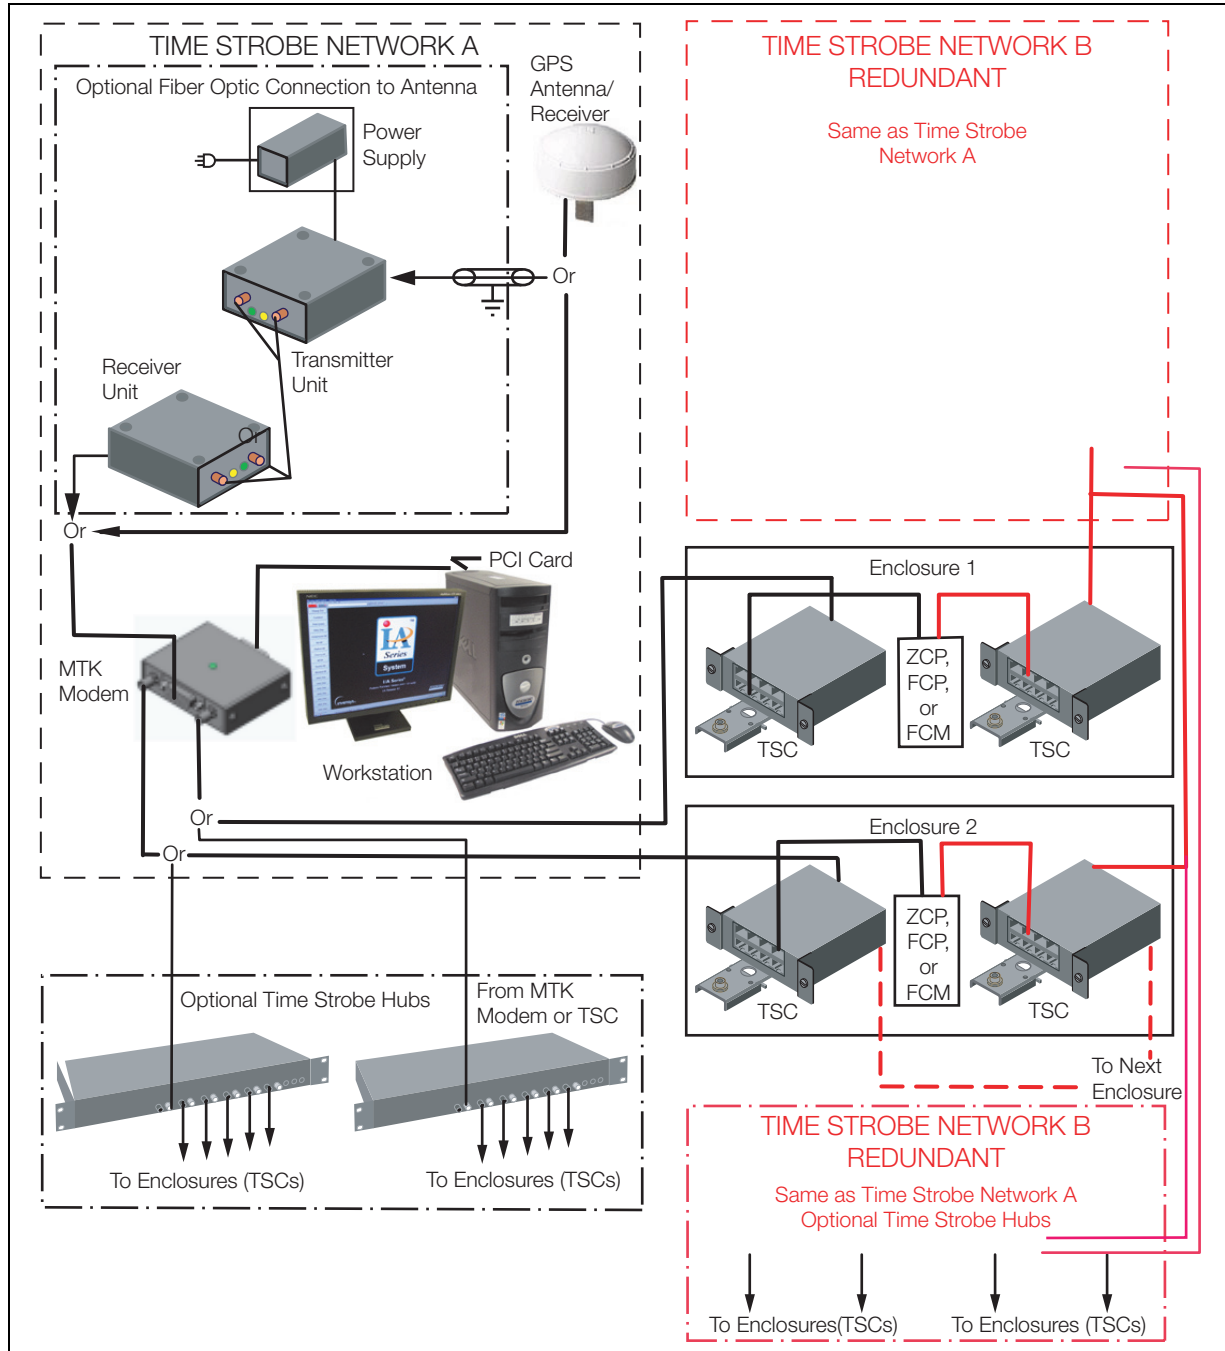 TIME STROBE NETWORK A
Optional Fiber Optic Connection to Antenna
Power
Supply
GPS
Antenna/
Receiver
Or
Transmitter
Unit
Receiver
Unit
Or
Or
PCI Card
MTK
Modem
I/A
Series
System
Workstation
Or
Or
TIME STROBE NETWORK B
REDUNDANT
Same as Time Strobe
Network A
Enclosure 1
ZCP,
FCP,
or
FCM
TSC
TSC
Enclosure 2
ZCP,
FCP,
or
FCM
TSC
TSC
To Next
Enclosure
Optional Time Strobe Hubs
From MTK
Modem or TSC
To Enclosures (TSCs)
To Enclosures (TSCs)
TIME STROBE NETWORK B
REDUNDANT
Same as Time Strobe Network A
Optional Time Strobe Hubs
To Enclosures(TSCs)
To Enclosures (TSCs)